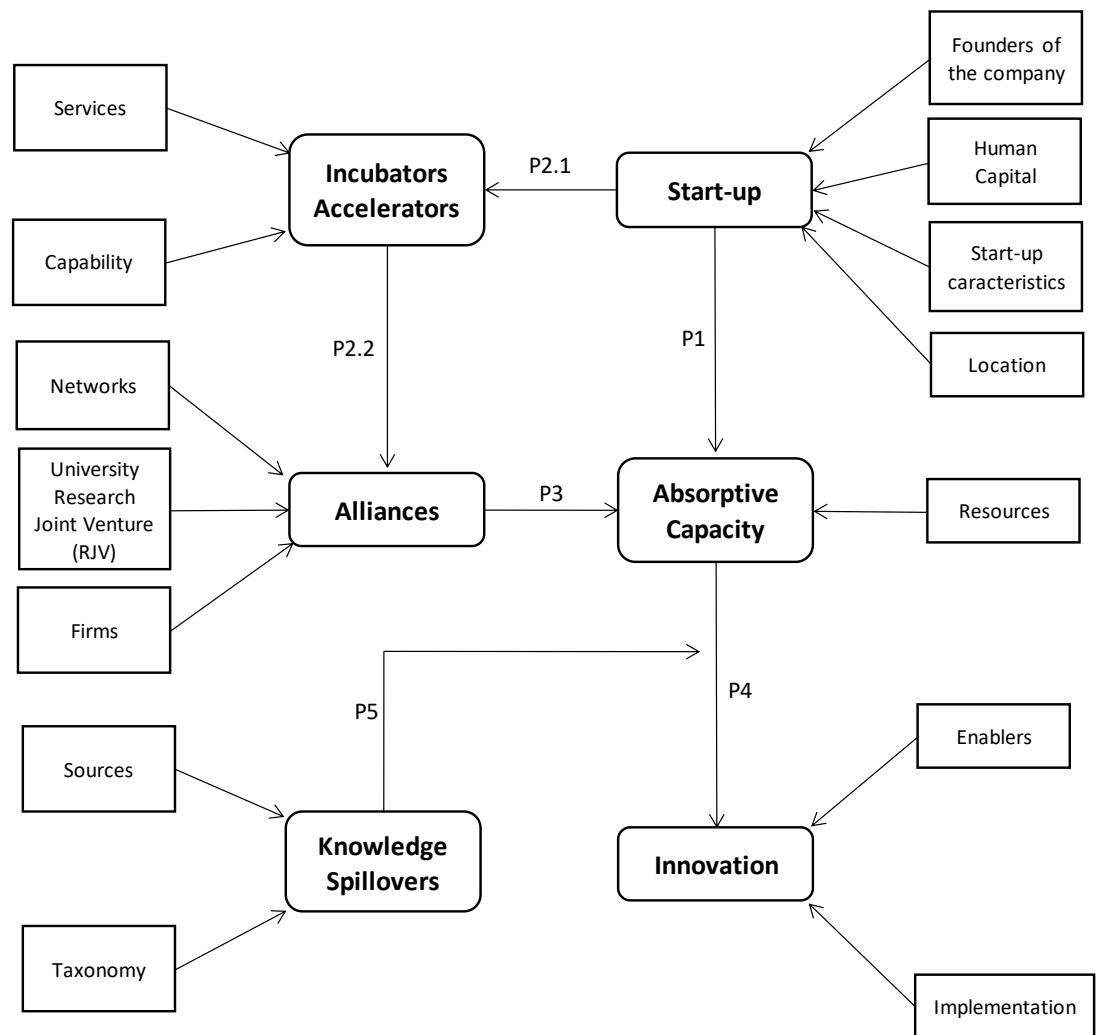 Founders of
the company
Services
Human
Capital
Incubators
Accelerators
P2.1
Start-up
Capability
Start-up
caracteristics
P2.2
P1
Location
Networks
University
Research
Joint Venture
(RJV)
Alliances
P3
Absorptive
Capacity
Resources
Firms
P5
P4
Enablers
Sources
Knowledge
Spillovers
Innovation
Taxonomy
Implementation